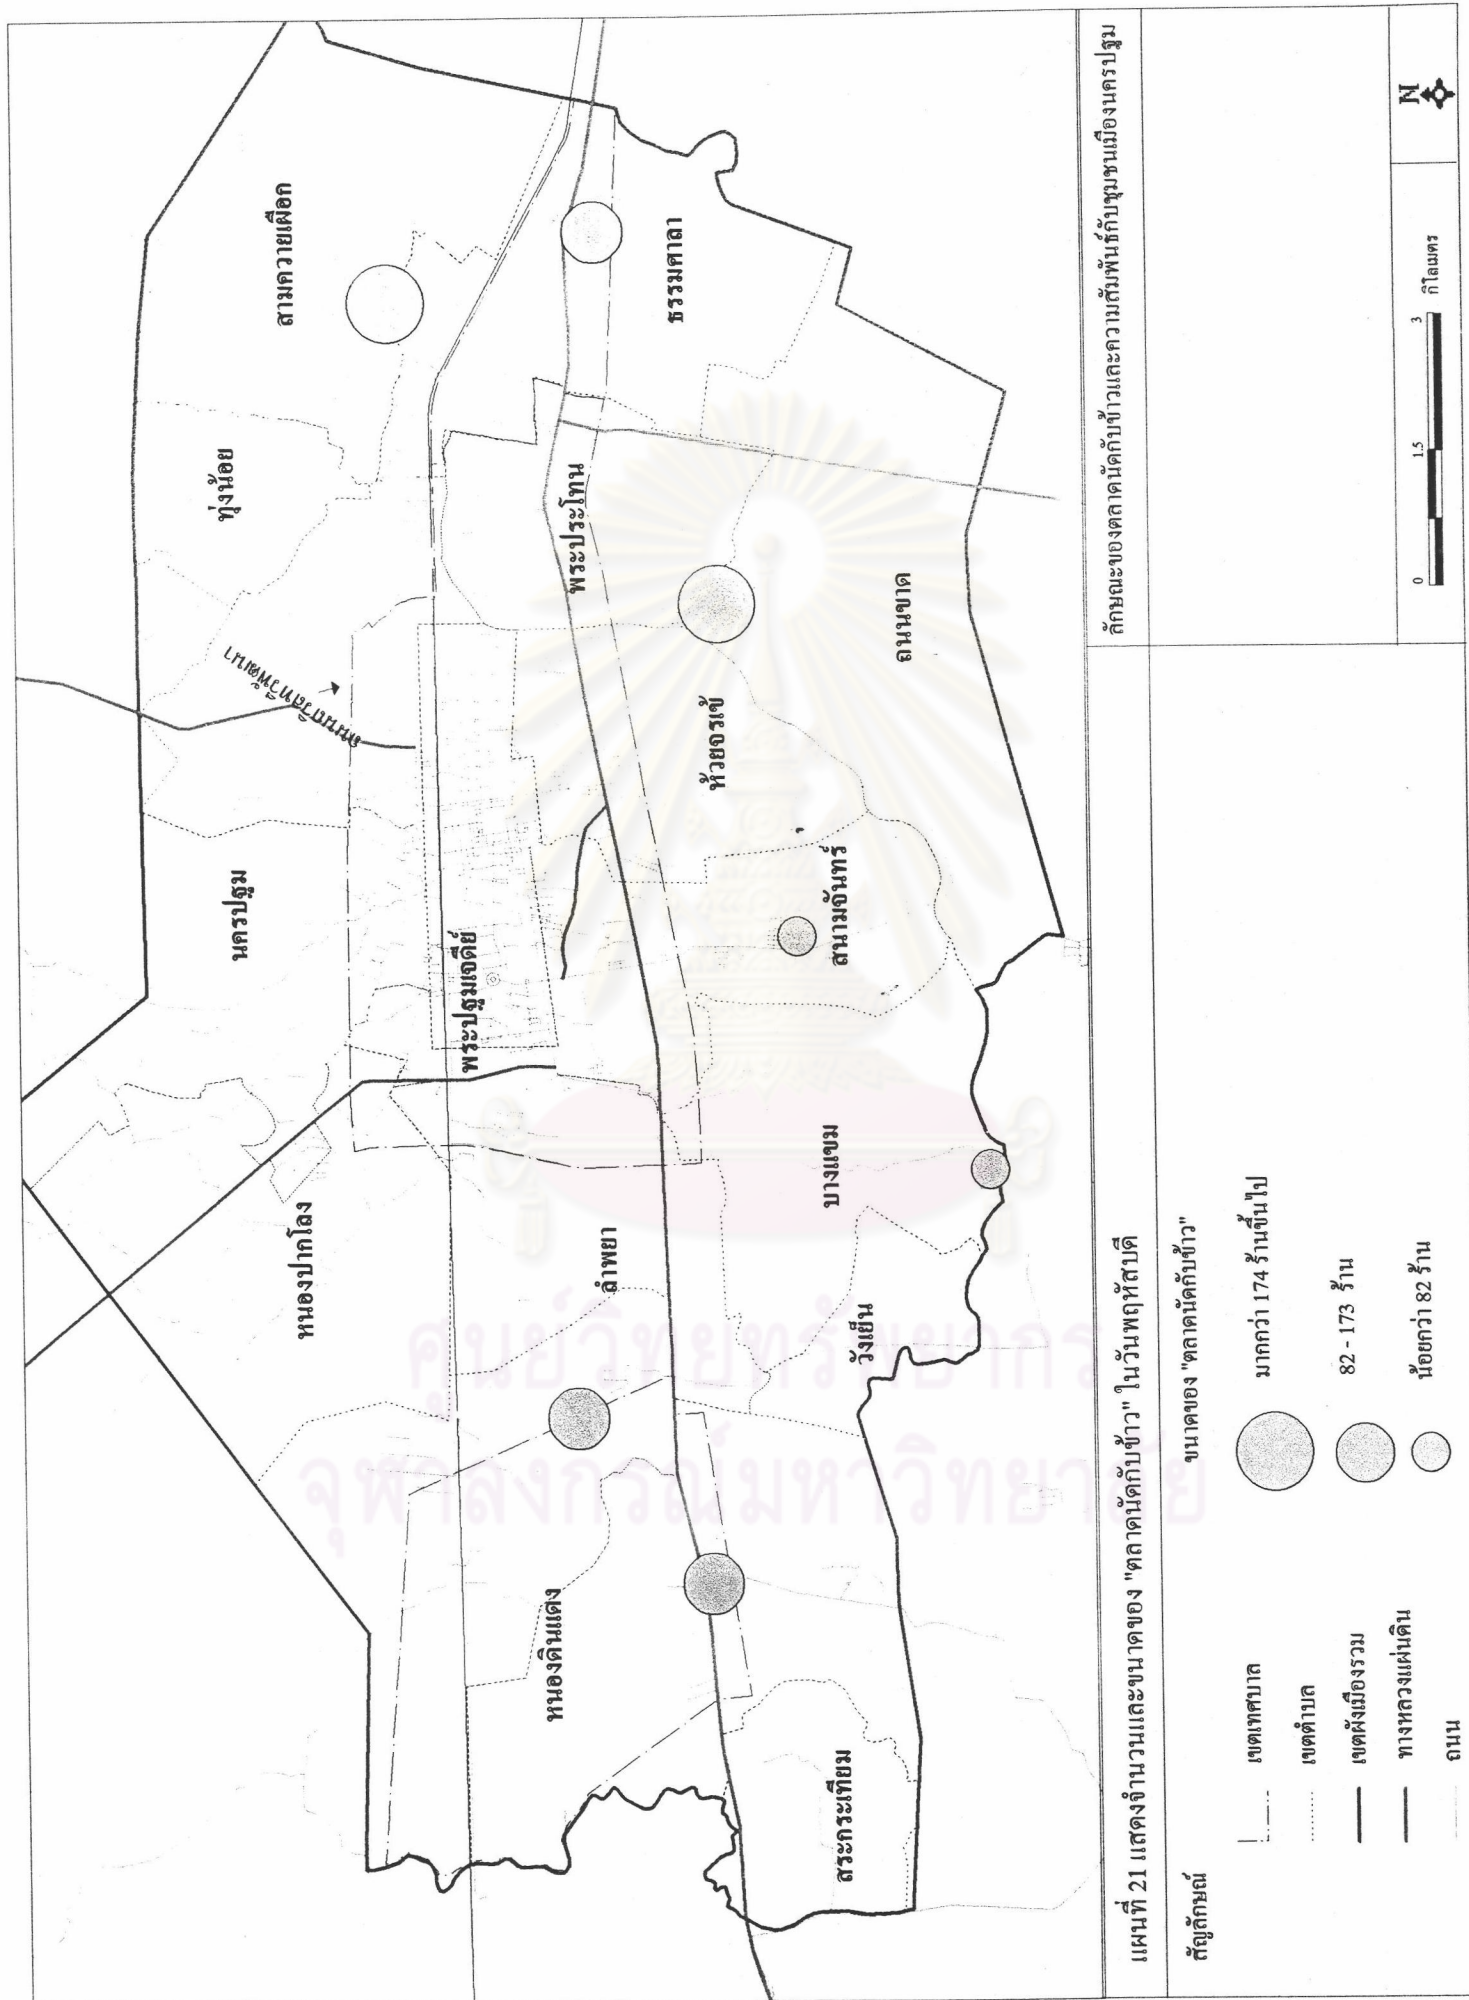 สามควายเผือก
ทุ่งน้อย
ถนนบ้านวังพิษณุ
นครปฐม
หนองปากโลง
ธรรมศาลา
พระประโทน
พระปฐมเจดีย์
ลำพยา
หนองดินแดง
ถนนขาด
ห้วยจรเข้
สนามจันทร์
บางแขม
วังเย็น
สระกระเทียม
ศูนย์วิทยทรัพยากร
จุฬาลงกรณ์มหาวิทยาลัย
แผนที่ 21 แสดงจำนวนและขนาดของ "ตลาดนัดกับข้าว" ในวันพฤหัสบดี
ลักษณะของตลาดนัดกับข้าวและความสัมพันธ์กับชุมชนเมืองนครปฐม
สัญลักษณ์
เขตเทศบาล
เขตตำบล
เขตผังเมืองรวม
ทางหลวงแผ่นดิน
ถนน
ขนาดของ "ตลาดนัดกับข้าว"
มากกว่า 174 ร้านขึ้นไป
82 - 173 ร้าน
น้อยกว่า 82 ร้าน
0 1.5 3
กิโลเมตร
N